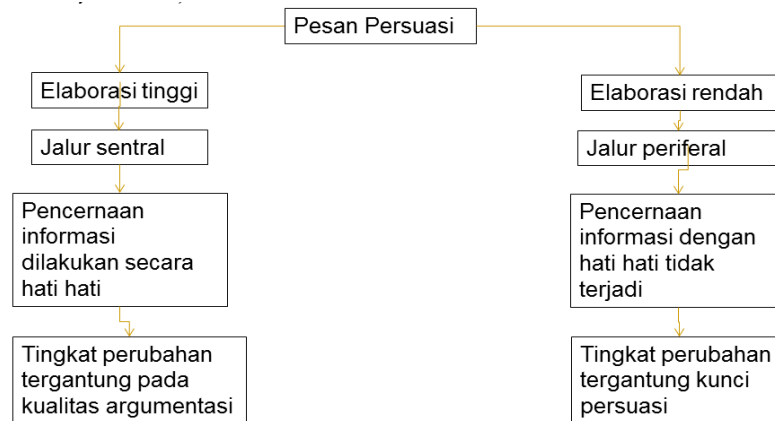 Pesan Persuasi
Elaborasi tinggi
Jalur sentral
Pencernaan
informasi
dilakukan secara
hati hati
Tingkat perubahan
tergantung pada
kualitas argumentasi
Elaborasi rendah
Jalur periferal
Pencernaan
informasi dengan
hati hati tidak
terjadi
Tingkat perubahan
tergantung kunci
persuasi